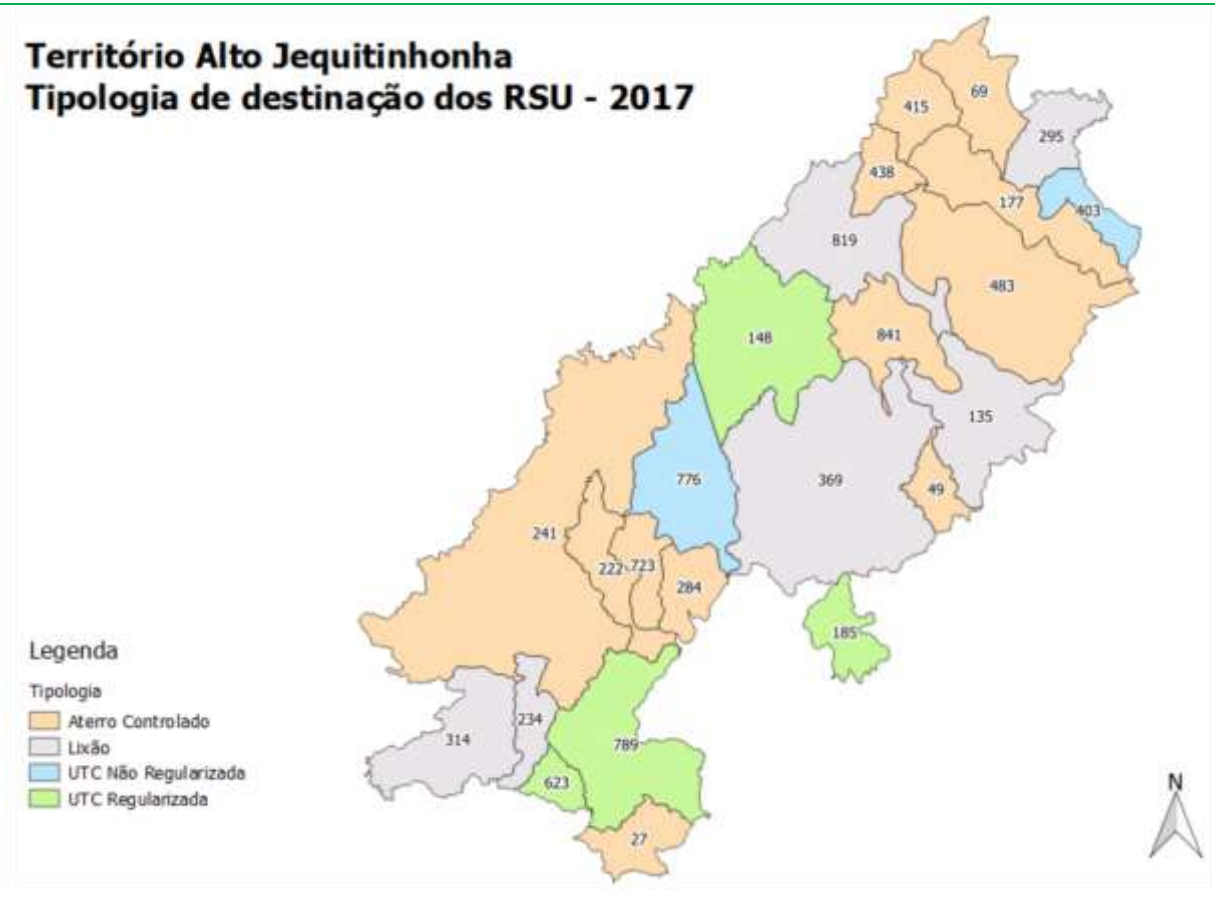 Território Alto Jequitinhonha
Tipologia de destinação dos RSU - 2017
69
415
295
438
177
403
819
483
148
841
135
776
369
49
241
222
723
284
185
314
234
789
623
27
Legenda
Tipologia
Aterro Controlado
Lixão
UTC Não Regularizada
UTC Regularizada
N